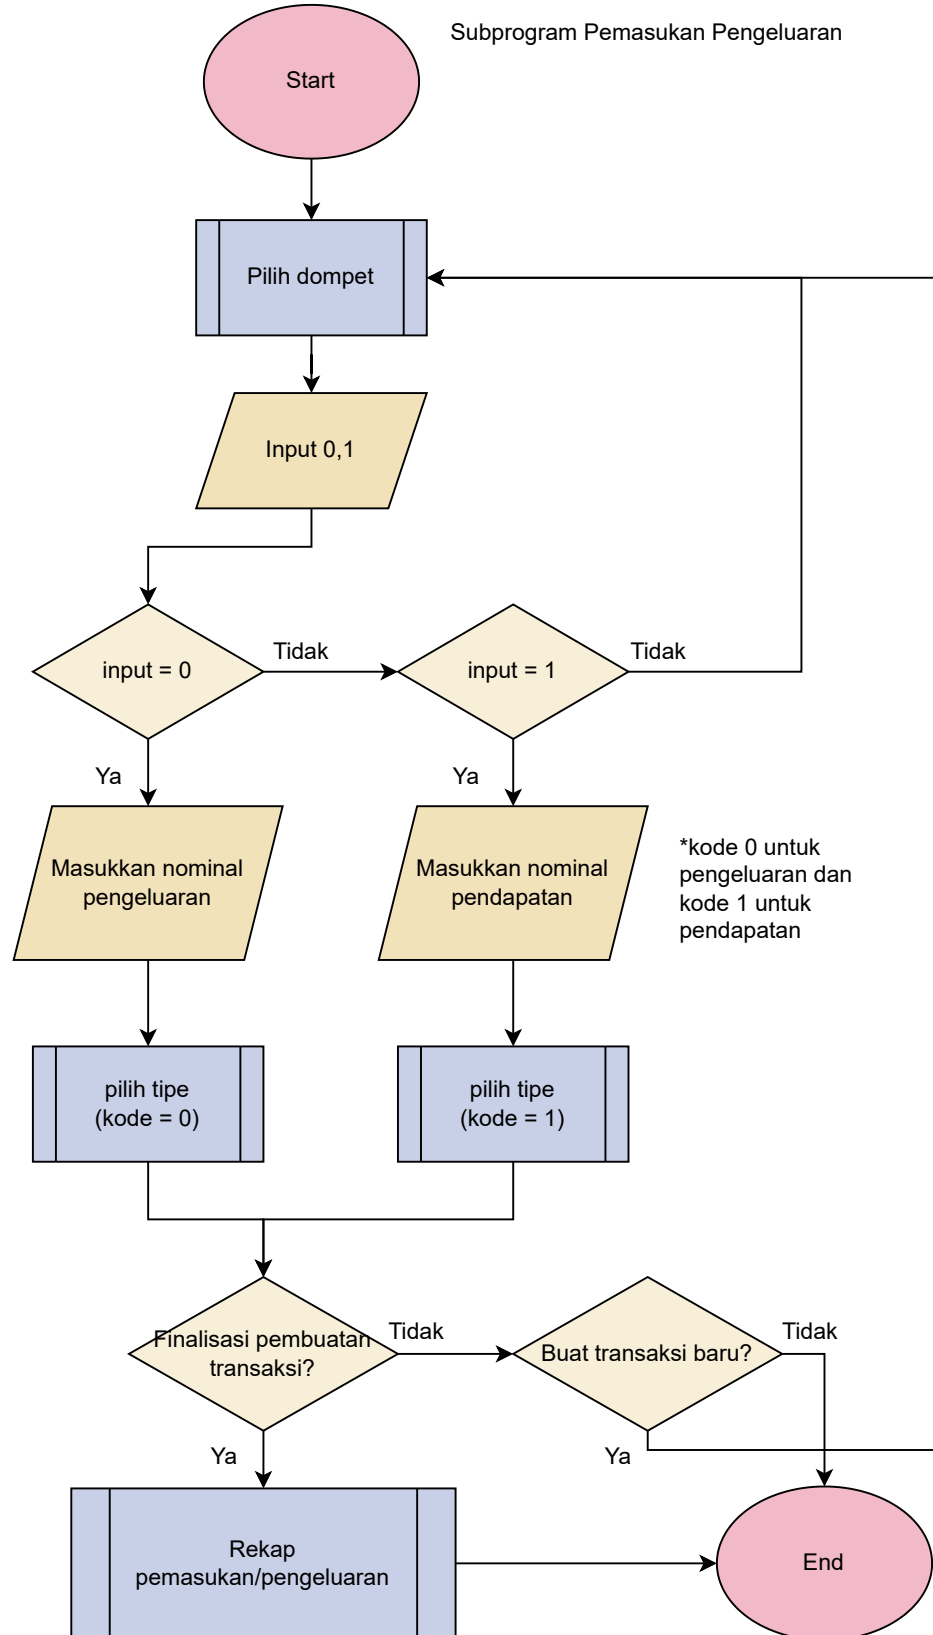 Subprogram Pemasukan Pengeluaran
Start
Pilih dompet
Input 0,1
input = 0
Tidak
input = 1
Tidak
Ya
Ya
Masukkan nominal
pengeluaran
Masukkan nominal
pendapatan
*kode 0 untuk
pengeluaran dan
kode 1 untuk
pendapatan
pilih tipe
(kode = 0)
pilih tipe
(kode = 1)
Finalisasi pembuatan
transaksi?
Tidak
Buat transaksi baru?
Tidak
Ya
Ya
Rekap
pemasukan/pengeluaran
End